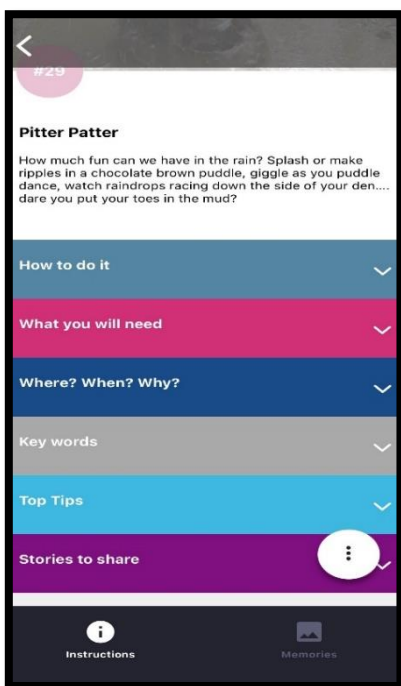 #29
Pitter Patter
How much fun can we have in the rain? Splash or make
ripples in a chocolate brown puddle, giggle as you puddle
dance, watch raindrops racing down the side of your den....
dare you put your toes in the mud?
How to do it
What you will need
Where? When? Why?
Key words
Top Tips
Stories to share
Instructions
Memories